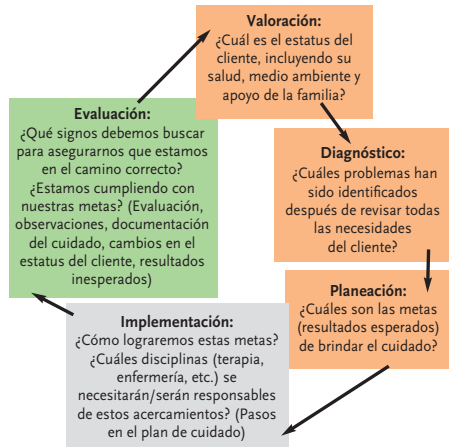 Valoración:
¿Cuál es el estatus del
cliente, incluyendo su
salud, medio ambiente y
apoyo de la familia?
Diagnóstico:
¿Cuáles problemas han
sido identificados
después de revisar todas
las necesidades
del cliente?
Planeación:
¿Cuáles son las metas
(resultados esperados)
de brindar el cuidado?
Implementación:
¿Cómo lograremos estas metas?
¿Cuáles disciplinas (terapia,
enfermería, etc.) se
necesitarán/serán responsables
de estos acercamientos? (Pasos
en el plan de cuidado)
Evaluación:
¿Qué signos debemos buscar
para asegurarnos que estamos
en el camino correcto?
¿Estamos cumpliendo con
nuestras metas? (Evaluación,
observaciones, documentación
del cuidado, cambios en el
estatus del cliente, resultados
inesperados)